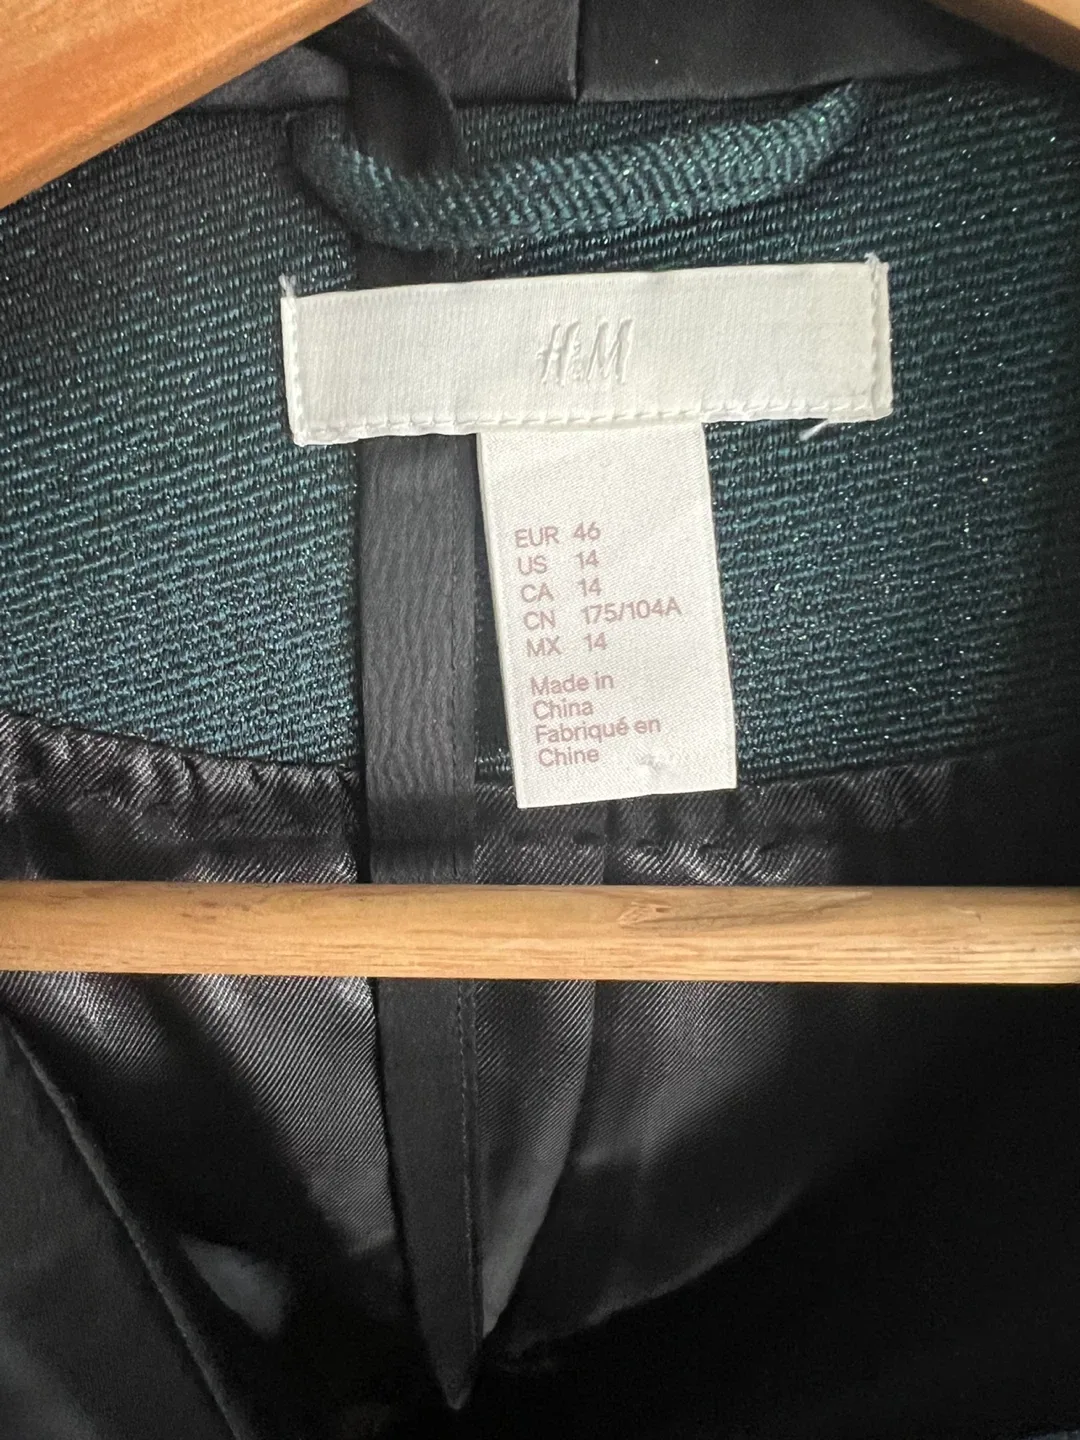 H&M
EUR 46
US 14
CA 14
CN 175/104A
MX 14
Made in
China
Fabriqué en
Chine